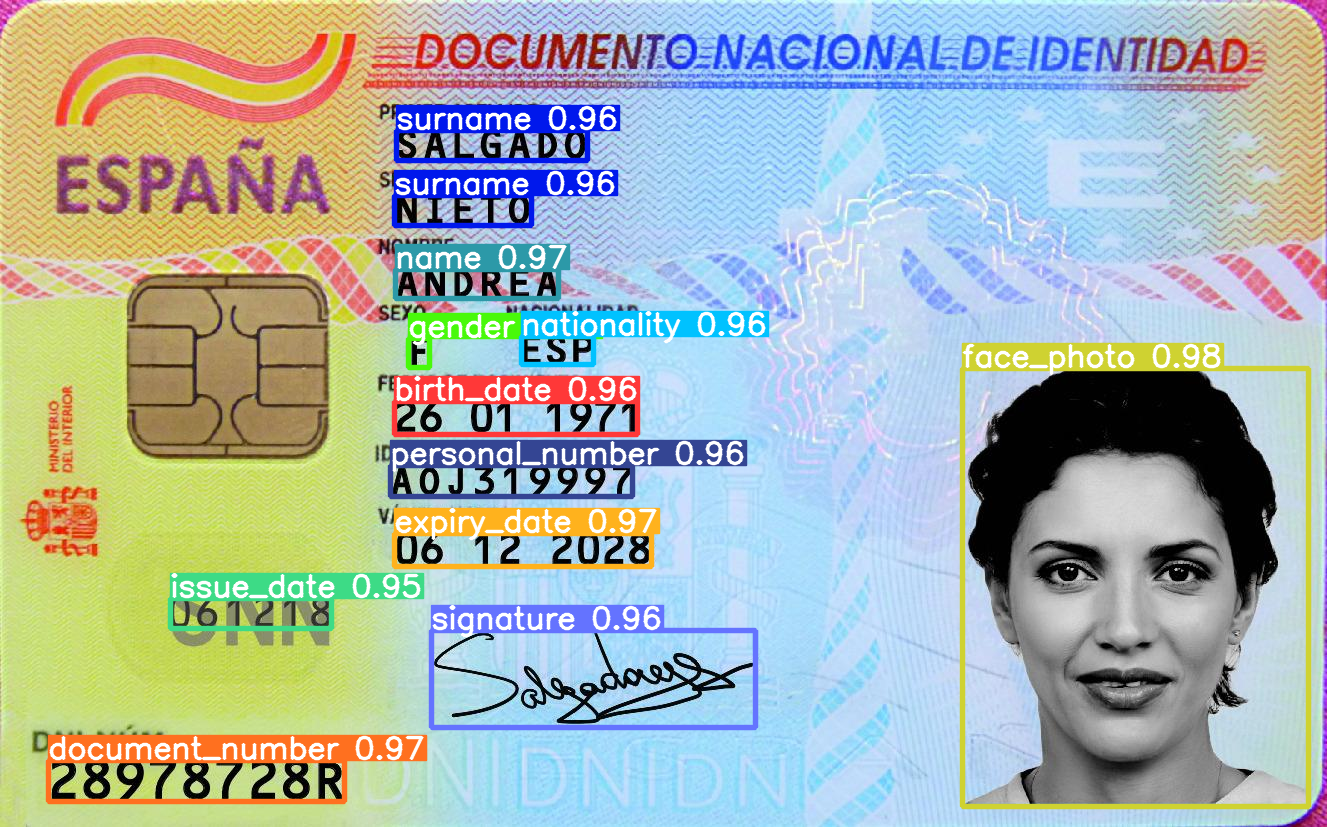 DOCUMENTO NACIONAL DE IDENTIDAD
ESPAÑA
surname 0.96
SALGADO
surname 0.96
NIETO
NOMBRE
name 0.97
ANDREA
SEXO NACIONALIDAD
gender nationality 0.96
F ESP
birth_date 0.96
26 01 1971
personal_number 0.96
A0J319997
expiry_date 0.97
06 12 2028
MINISTERIO
DEL INTERIOR
issue_date 0.95
061218
signature 0.96
face_photo 0.98
E
DNI NÚM.
document_number 0.97
28978728R
DNIDNIDN